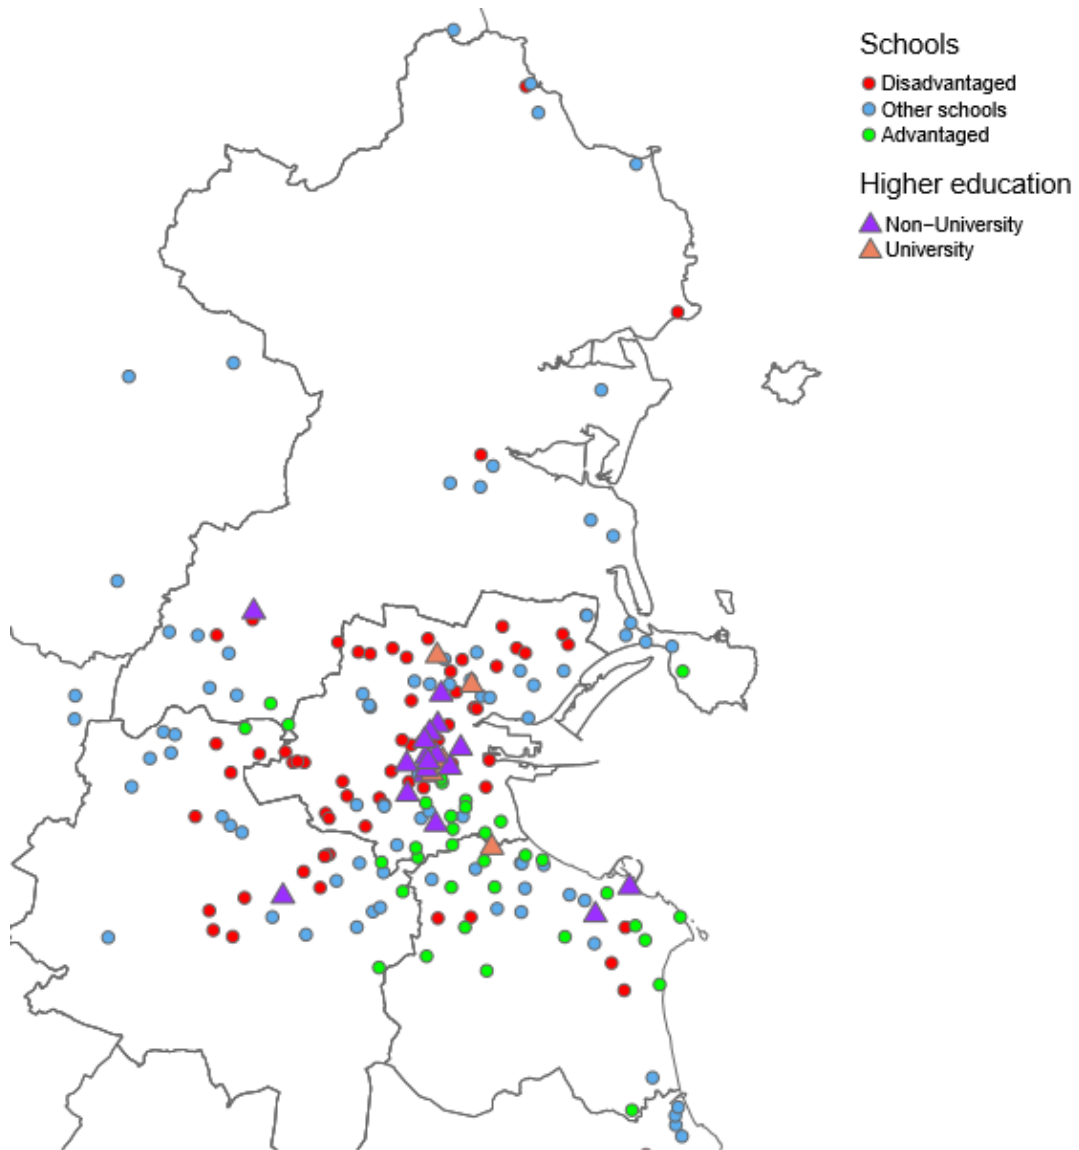 Schools
Disadvantaged
Other schools
Advantaged
Higher education
Non−University
University